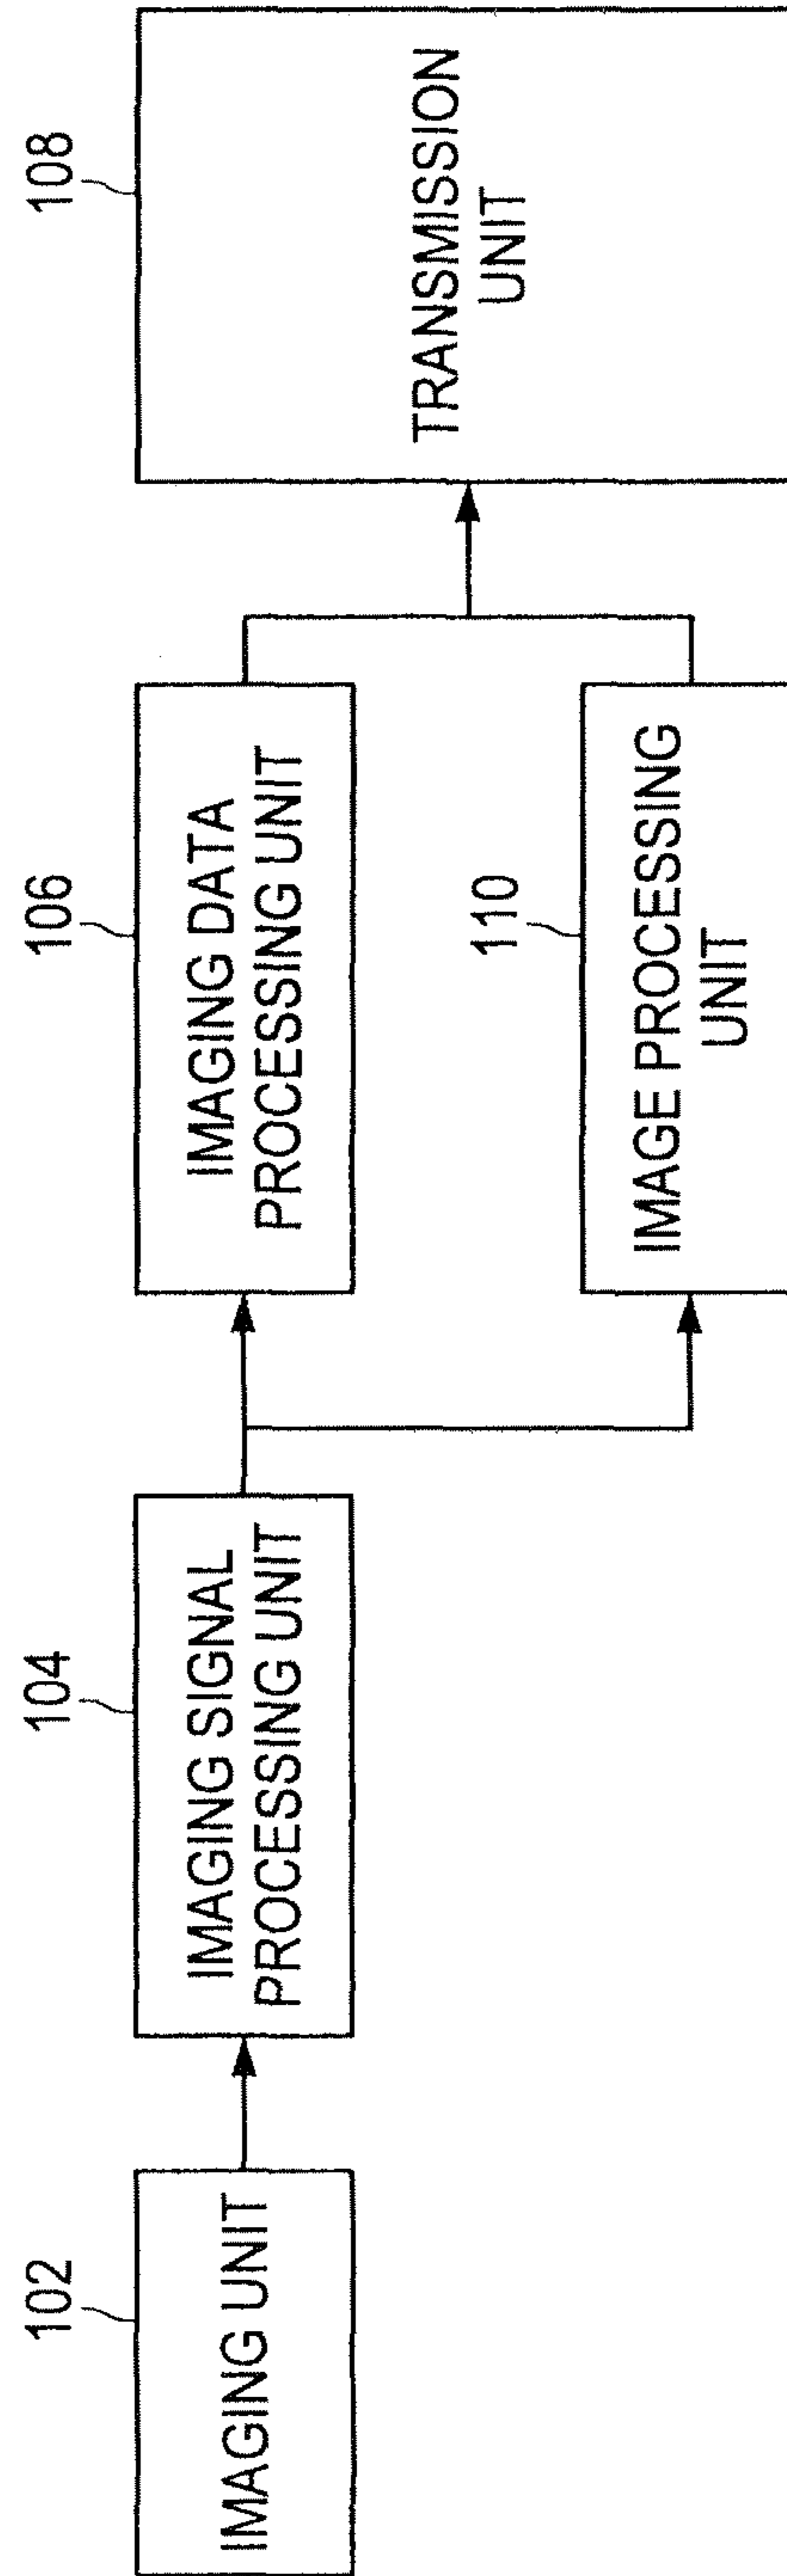 102
IMAGING UNIT
104
IMAGING SIGNAL
PROCESSING UNIT
106
IMAGING DATA
PROCESSING UNIT
110
IMAGE PROCESSING
UNIT
108
TRANSMISSION
UNIT